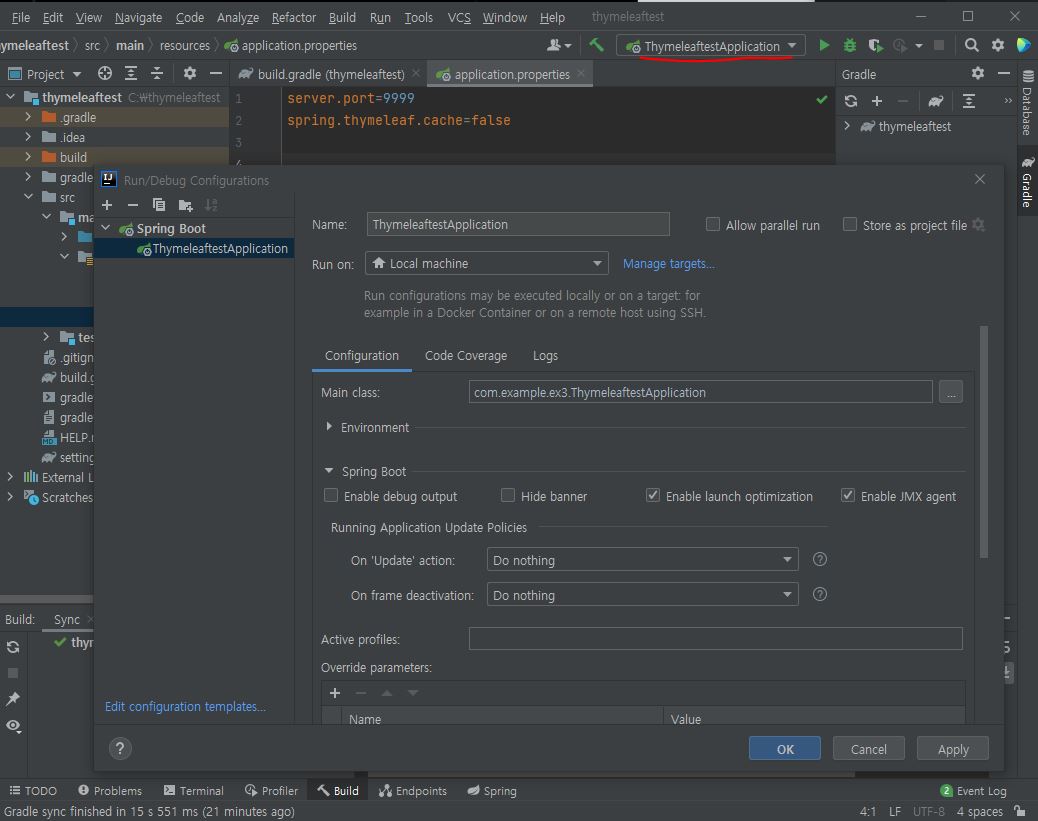 File Edit View Navigate Code Analyze Refactor Build Run Tools VCS Window Help thymeleaftest
ymeleaftest src main resources application.properties ThymeleaftestApplication
Project build.gradle (thymeleaftest) application.properties Gradle
thymeleaftest C:\thymeleaftest
.gradle
.idea
build
gradle
src
ma
tes
.gitign
build.g
gradle
gradle
HELP.
setting
External L
Scratches
1 server.port=9999
2 spring.thymeleaf.cache=false
3
4
thymeleaftest
Database
Gradle
Run/Debug Configurations
Spring Boot
ThymeleaftestApplication
Name: ThymeleaftestApplication Allow parallel run Store as project file
Run on: Local machine Manage targets...
Run configurations may be executed locally or on a target: for
example in a Docker Container or on a remote host using SSH.
Configuration Code Coverage Logs
Main class: com.example.ex3.ThymeleaftestApplication ...
Environment
Spring Boot
Enable debug output Hide banner Enable launch optimization Enable JMX agent
Running Application Update Policies
On 'Update' action: Do nothing ?
On frame deactivation: Do nothing ?
Active profiles:
Override parameters:
Name Value
Edit configuration templates...
? OK Cancel Apply
Build: Sync
thyr
TODO Problems Terminal Profiler Build Endpoints Spring 2 Event Log
Gradle sync finished in 15 s 551 ms (21 minutes ago) 4:1 LF UTF-8 4 spaces